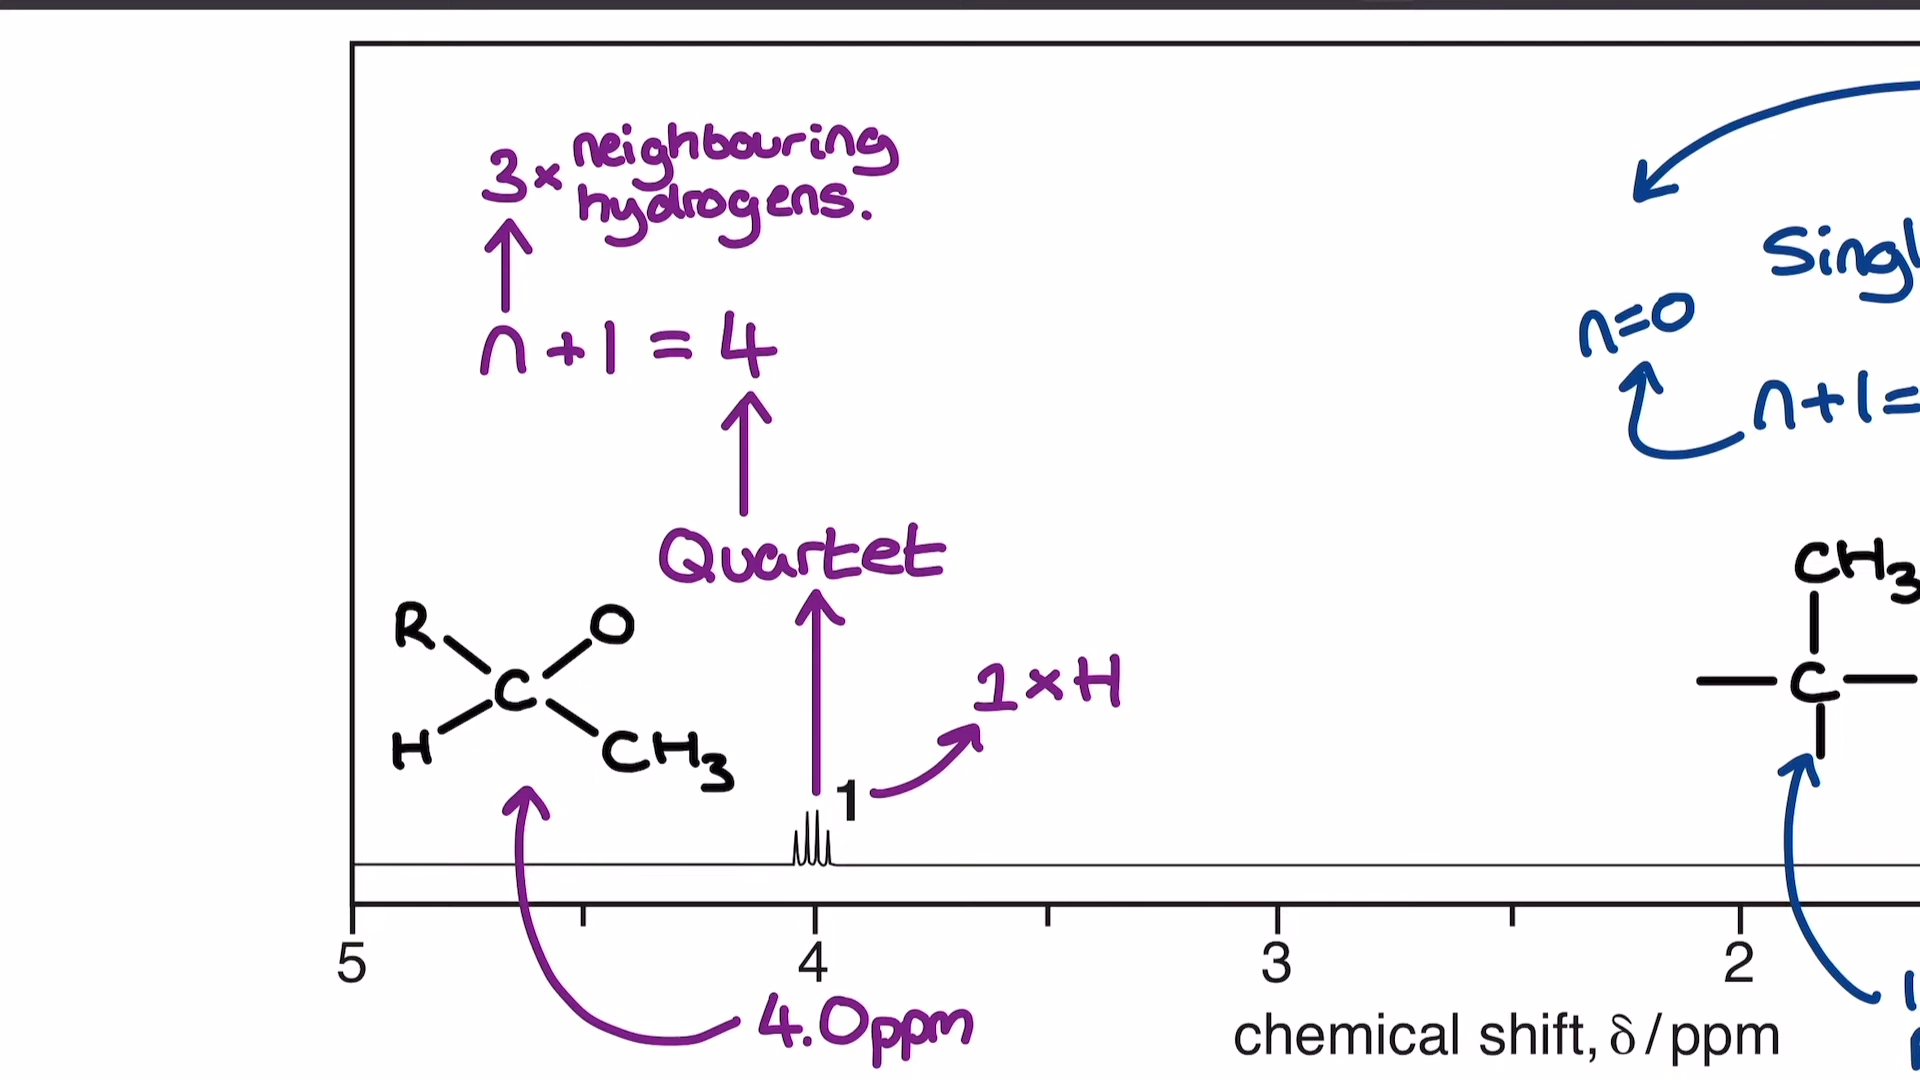 3 × neighbouring
hydrogens.
n + 1 = 4
Quartet
1 × H
1
R
O
C
H
CH3
n=0
n+1=
CH3
C
5
4
3
2
4.0ppm
chemical shift, δ / ppm